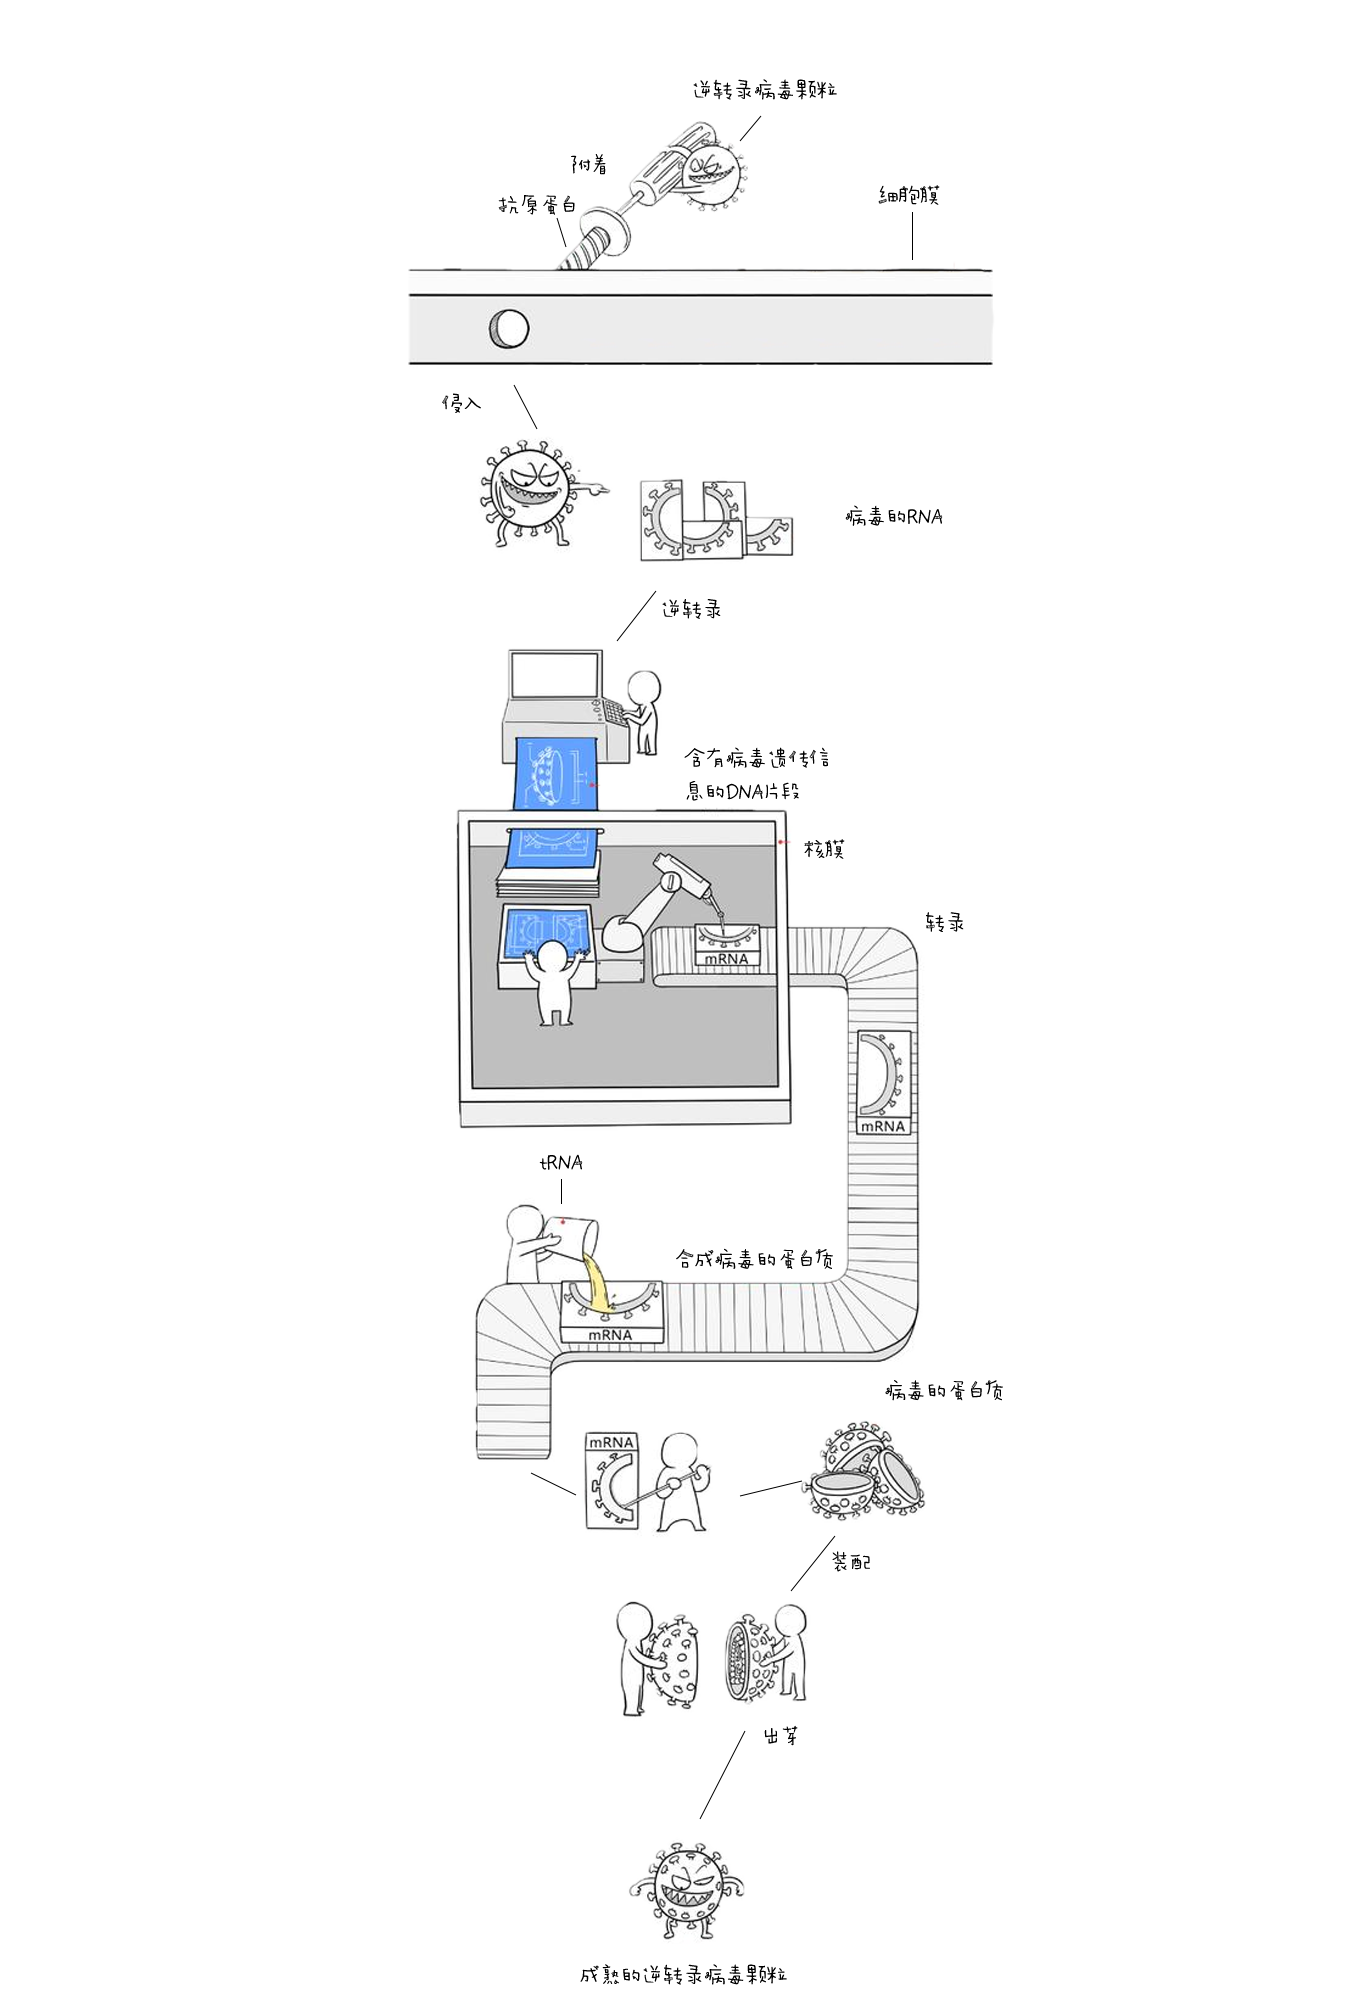 逆转录病毒颗粒
附着
抗原蛋白
细胞膜
侵入
病毒的RNA
逆转录
含有病毒遗传信
息的DNA片段
核膜
转录
mRNA
mRNA
tRNA
合成病毒的蛋白质
mRNA
病毒的蛋白质
mRNA
装配
出芽
成熟的逆转录病毒颗粒